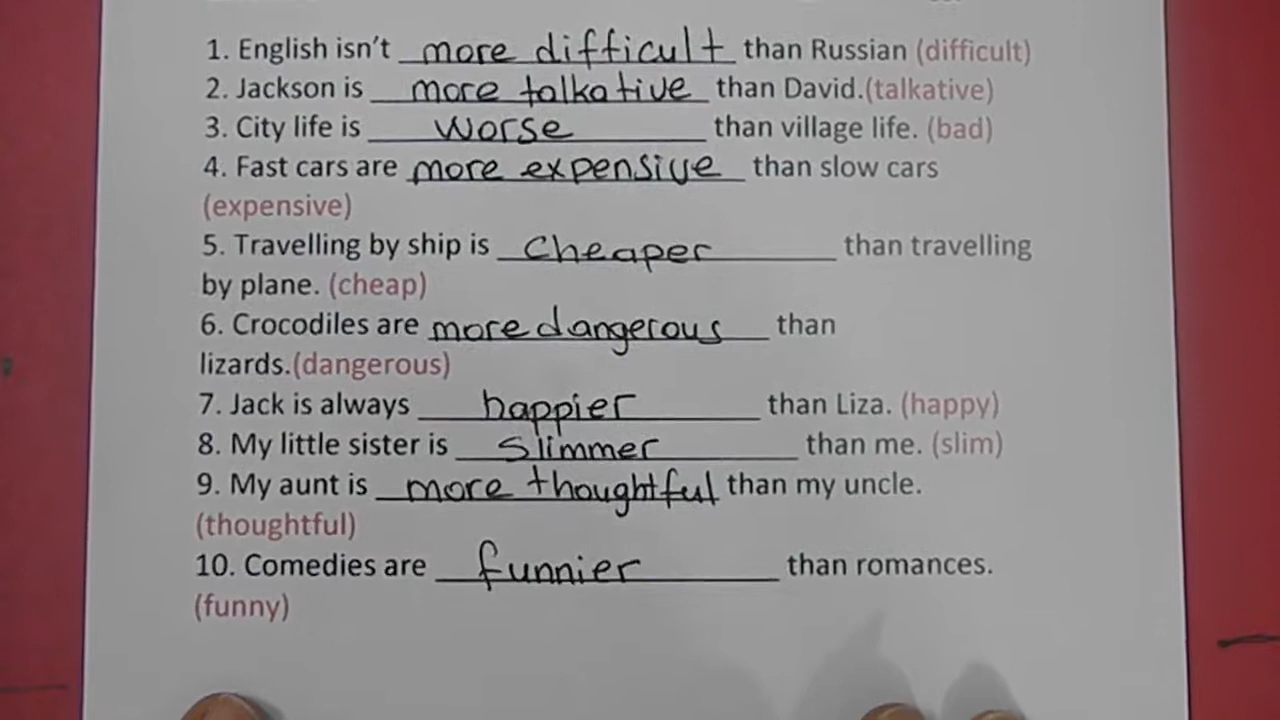 1. English isn't more difficult than Russian (difficult)
2. Jackson is more talkative than David.(talkative)
3. City life is worse than village life. (bad)
4. Fast cars are more expensive than slow cars
(expensive)
5. Travelling by ship is cheaper than travelling
by plane. (cheap)
6. Crocodiles are more dangerous than
lizards.(dangerous)
7. Jack is always happier than Liza. (happy)
8. My little sister is slimmer than me. (slim)
9. My aunt is more thoughtful than my uncle.
(thoughtful)
10. Comedies are funnier than romances.
(funny)